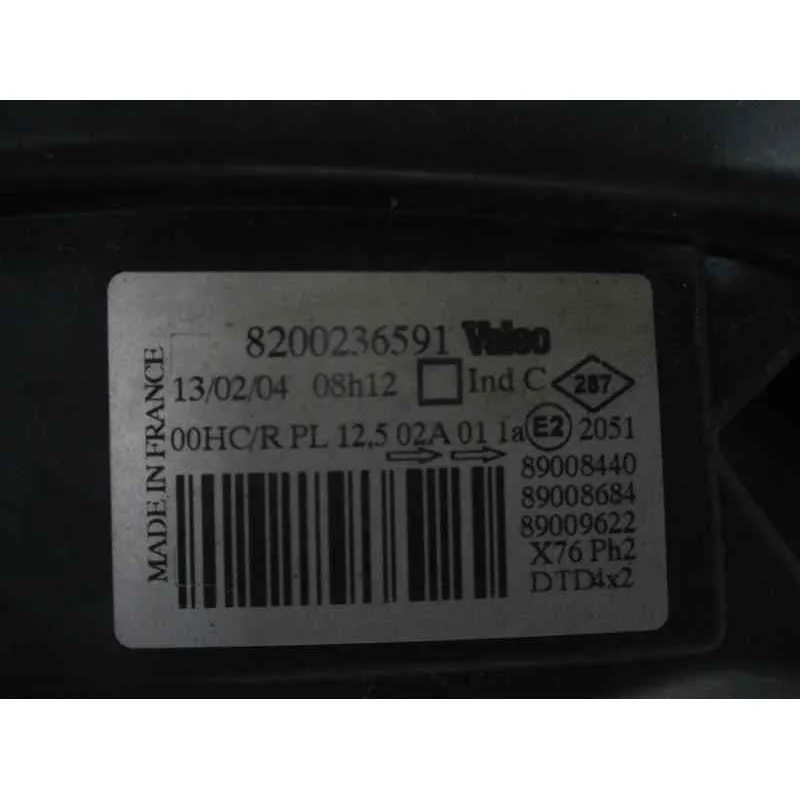 8200236591 Valeo
13/02/04 08h12 Ind C 287
00HC/R PL 12,5 02A 01 1a E2 2051
MADE IN FRANCE
89008440
89008684
89009622
X76 Ph2
DTD4x2